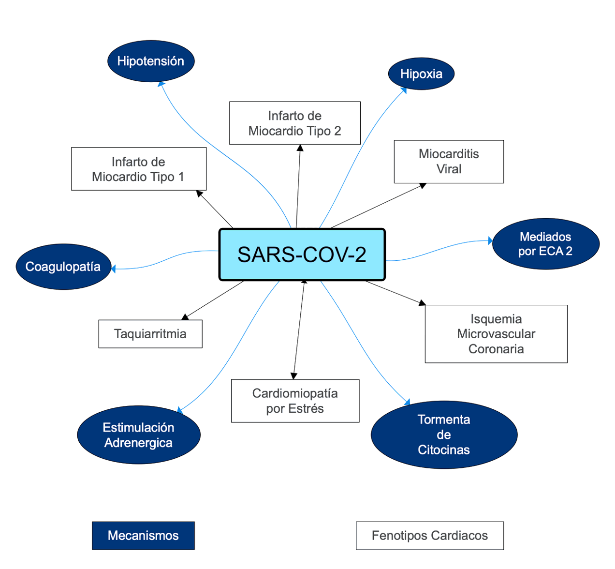 Hipotensión
Hipoxia
Infarto de
Miocardio Tipo 2
Infarto de
Miocardio Tipo 1
Miocarditis
Viral
SARS-COV-2
Mediados
por ECA 2
Coagulopatía
Taquiarritmia
Isquemia
Microvascular
Coronaria
Cardiomiopatía
por Estrés
Estimulación
Adrenergica
Tormenta
de
Citocinas
Mecanismos
Fenotipos Cardiacos